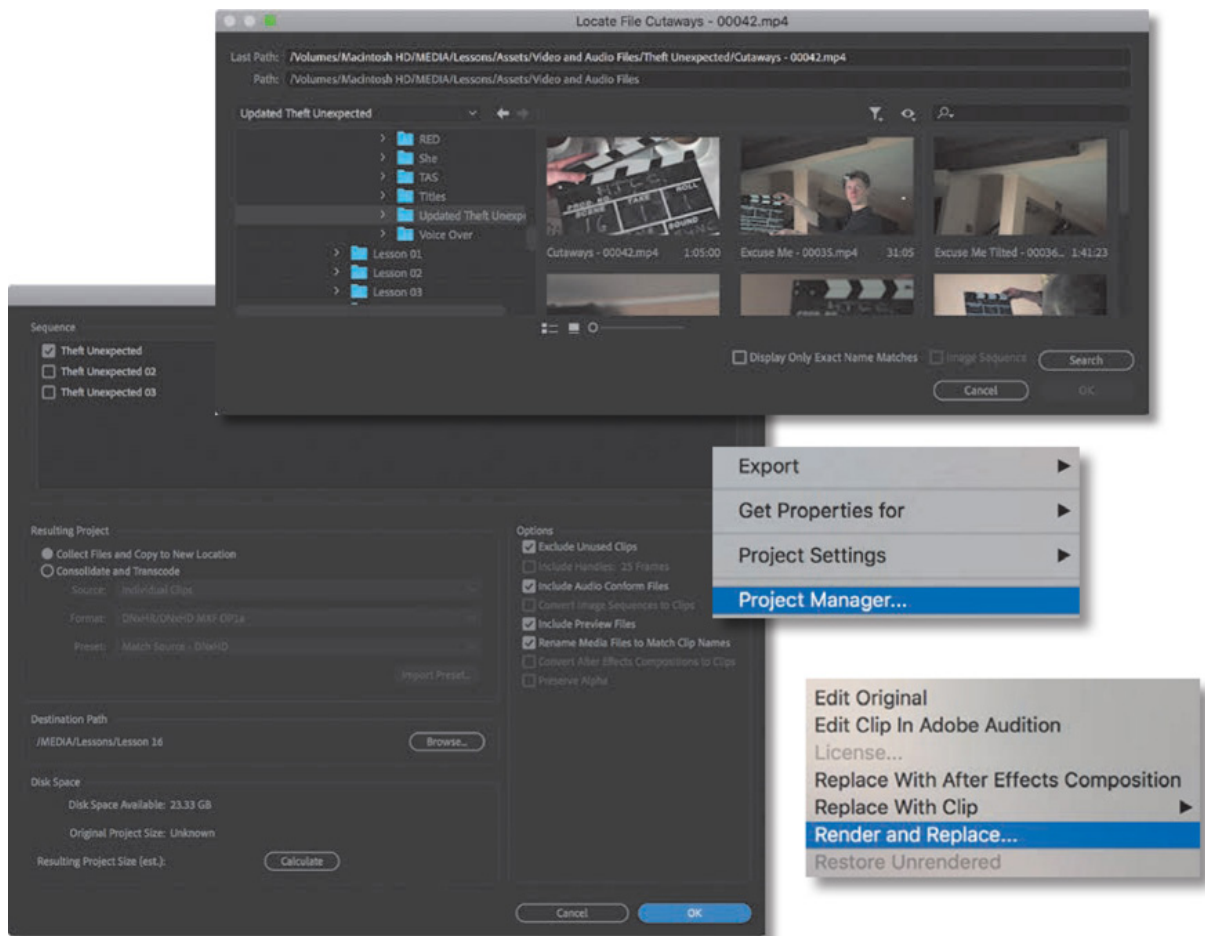 Locate File Cutaways - 00042.mp4
Last Path: /Volumes/Macintosh HD/MEDIA/Lessons/Assets/Video and Audio Files/Theft Unexpected/Cutaways - 00042.mp4
Path: /Volumes/Macintosh HD/MEDIA/Lessons/Assets/Video and Audio Files
Updated Theft Unexpected
RED
She
TAS
Titles
Updated Theft Unexp
Voice Over
Lesson 01
Lesson 02
Lesson 03
PROD.NO.
SCENE TAKE ROLL
SOUND
Cutaways - 00042.mp4 1:05:00
Excuse Me - 00035.mp4 31:05
Excuse Me Tilted - 00036... 1:41:23
Display Only Exact Name Matches
Image Sequence
Search
Cancel
OK
Sequence
Theft Unexpected
Theft Unexpected 02
Theft Unexpected 03
Resulting Project
Collect Files and Copy to New Location
Consolidate and Transcode
Source: Individual Clips
Format: DNxHR/DNxHD MXF OP1a
Preset: Match Source - DNxHD
Import Preset...
Destination Path
/MEDIA/Lessons/Lesson 16
Browse...
Disk Space
Disk Space Available: 23.33 GB
Original Project Size: Unknown
Resulting Project Size (est.):
Calculate
Options
Exclude Unused Clips
Include Handles: 25 Frames
Include Audio Conform Files
Convert Image Sequences to Clips
Include Preview Files
Rename Media Files to Match Clip Names
Convert After Effects Compositions to Clips
Preserve Alpha
Cancel
OK
Export
Get Properties for
Project Settings
Project Manager...
Edit Original
Edit Clip In Adobe Audition
License...
Replace With After Effects Composition
Replace With Clip
Render and Replace...
Restore Unrendered